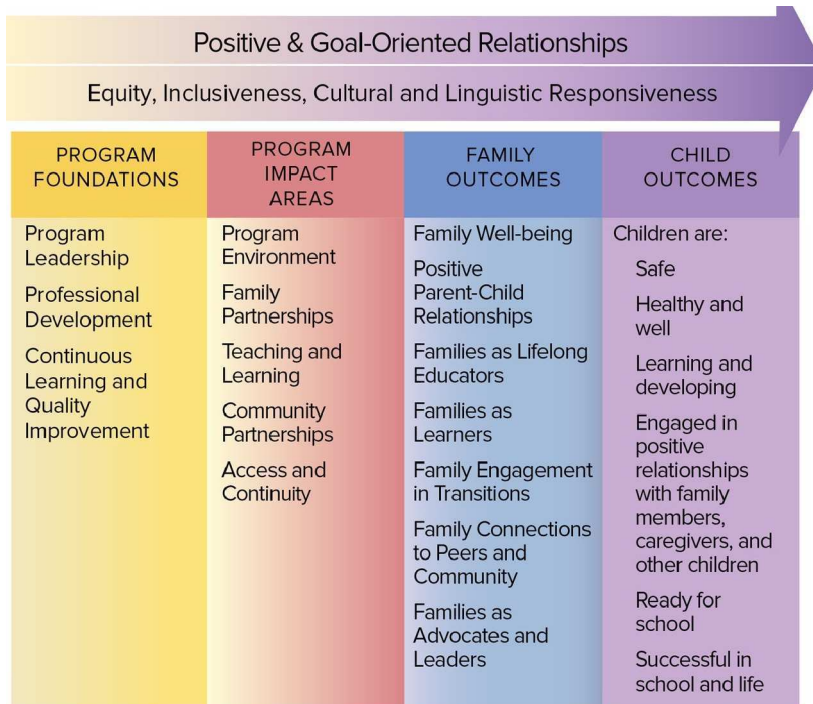 Positive & Goal-Oriented Relationships
Equity, Inclusiveness, Cultural and Linguistic Responsiveness
PROGRAM
FOUNDATIONS
Program
Leadership
Professional
Development
Continuous
Learning and
Quality
Improvement
PROGRAM
IMPACT
AREAS
Program
Environment
Family
Partnerships
Teaching and
Learning
Community
Partnerships
Access and
Continuity
FAMILY
OUTCOMES
Family Well-being
Positive
Parent-Child
Relationships
Families as Lifelong
Educators
Families as
Learners
Family Engagement
in Transitions
Family Connections
to Peers and
Community
Families as
Advocates and
Leaders
CHILD
OUTCOMES
Children are:
Safe
Healthy and
well
Learning and
developing
Engaged in
positive
relationships
with family
members,
caregivers, and
other children
Ready for
school
Successful in
school and life